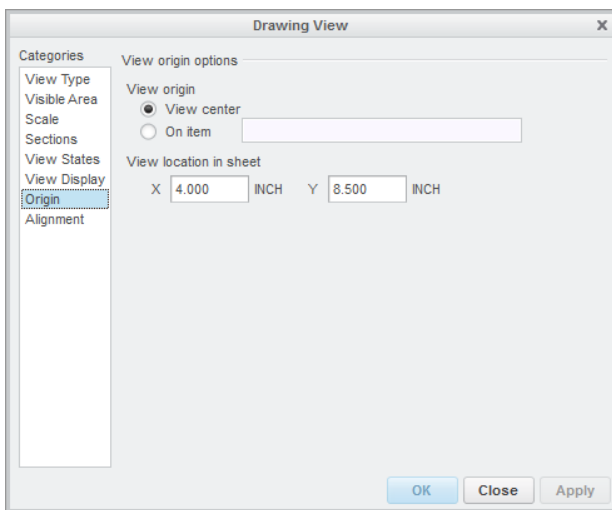 Drawing View X
Categories
View Type
Visible Area
Scale
Sections
View States
View Display
Origin
Alignment
View origin options
View origin
View center
On item
View location in sheet
X 4.000 INCH Y 8.500 INCH
OK Close Apply